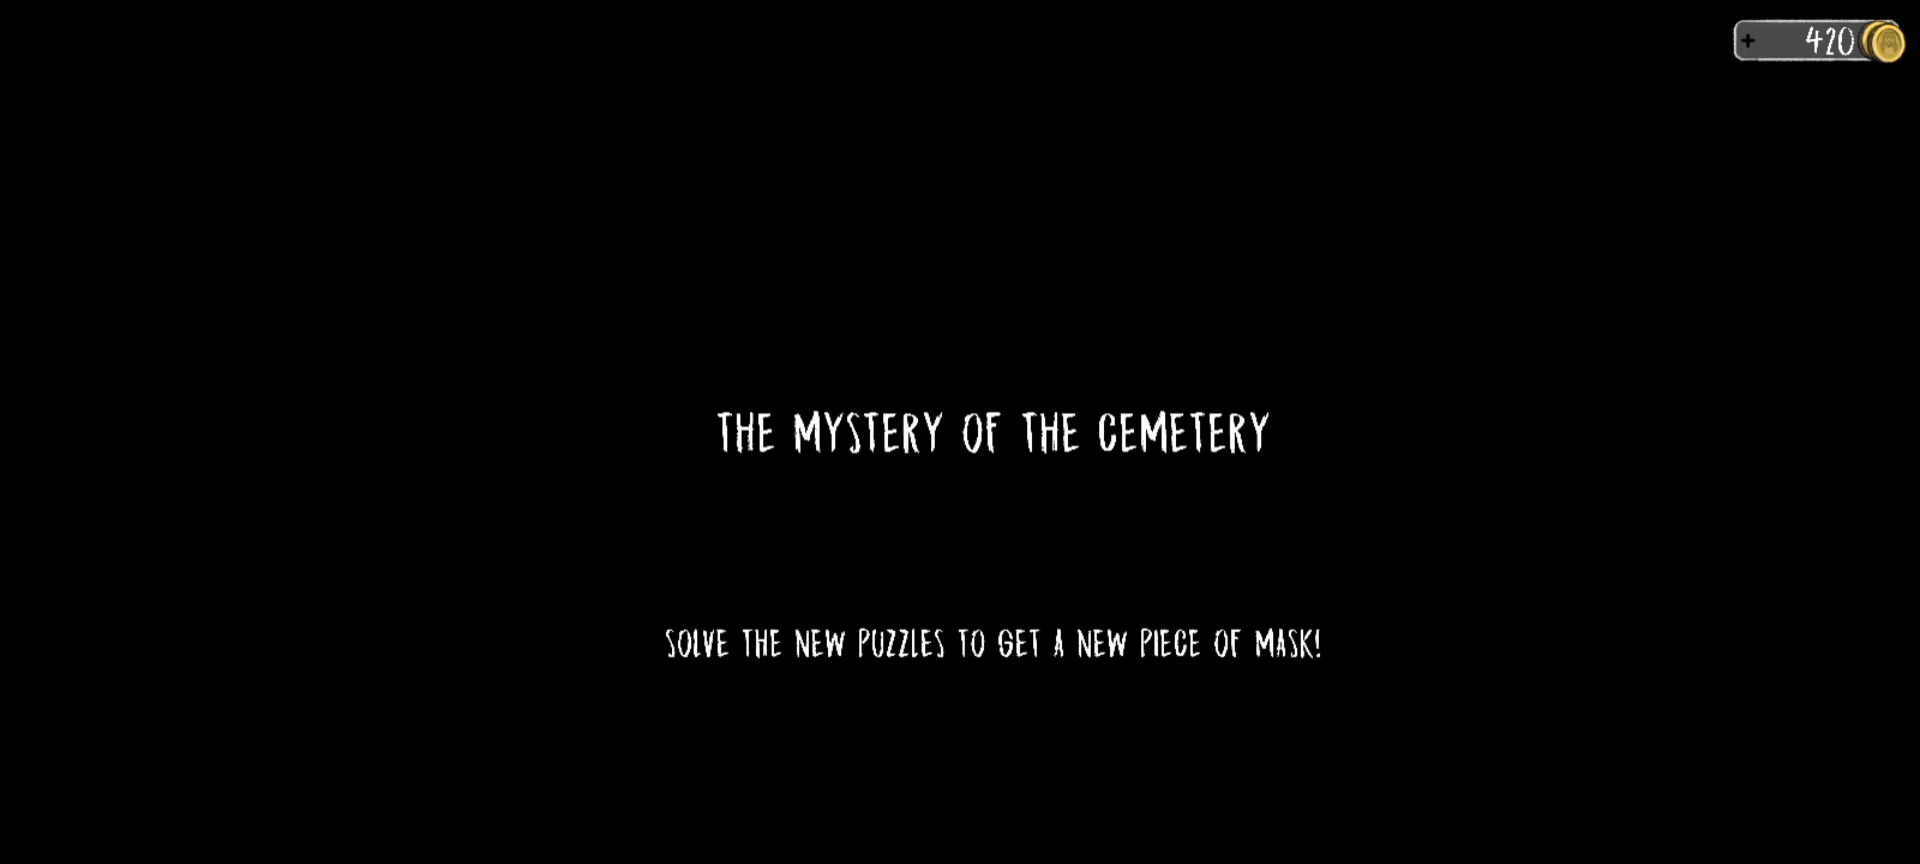 + 420
THE MYSTERY OF THE CEMETERY
SOLVE THE NEW PUZZLES TO GET A NEW PIECE OF MASK!